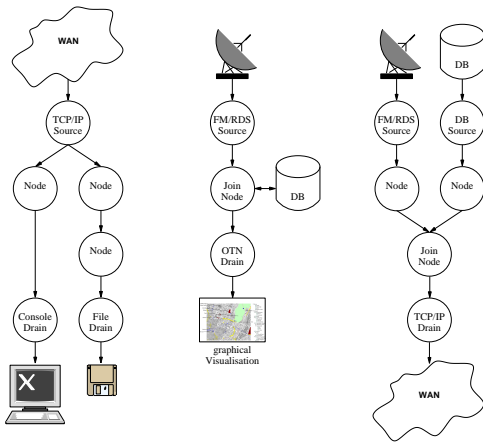 WAN
TCP/IP
Source
Node
Node
Node
Console
Drain
File
Drain
X
FM/RDS
Source
Join
Node
DB
OTN
Drain
graphical
Visualisation
FM/RDS
Source
DB
DB
Source
Node
Node
Join
Node
TCP/IP
Drain
WAN